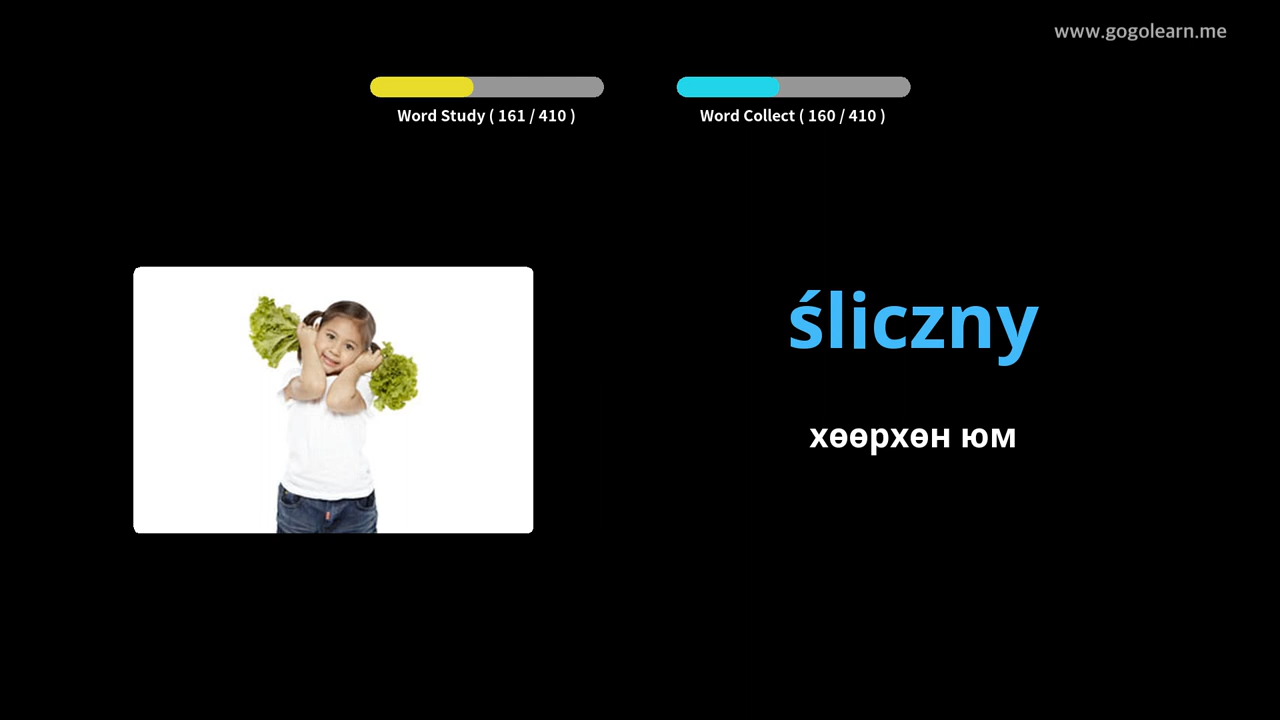 www.gogolearn.me
Word Study ( 161 / 410 )
Word Collect ( 160 / 410 )
śliczny
хөөрхөн юм